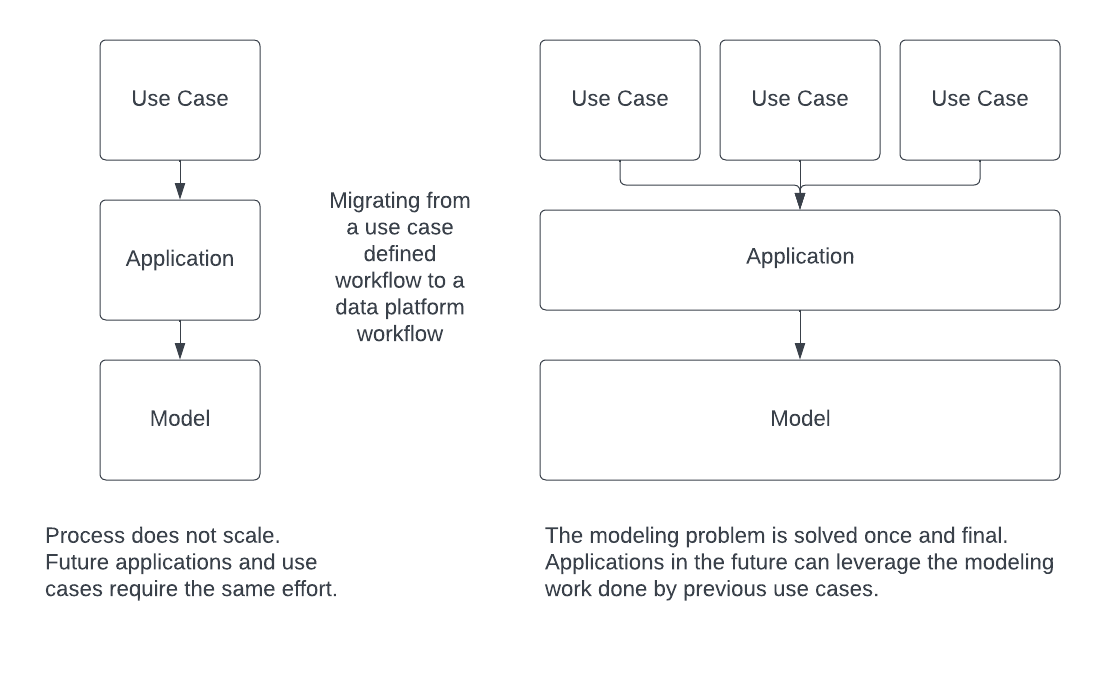 Use Case
Application
Model
Process does not scale.
Future applications and use
cases require the same effort.
Migrating from
a use case
defined
workflow to a
data platform
workflow
Use Case
Use Case
Use Case
Application
Model
The modeling problem is solved once and final.
Applications in the future can leverage the modeling
work done by previous use cases.